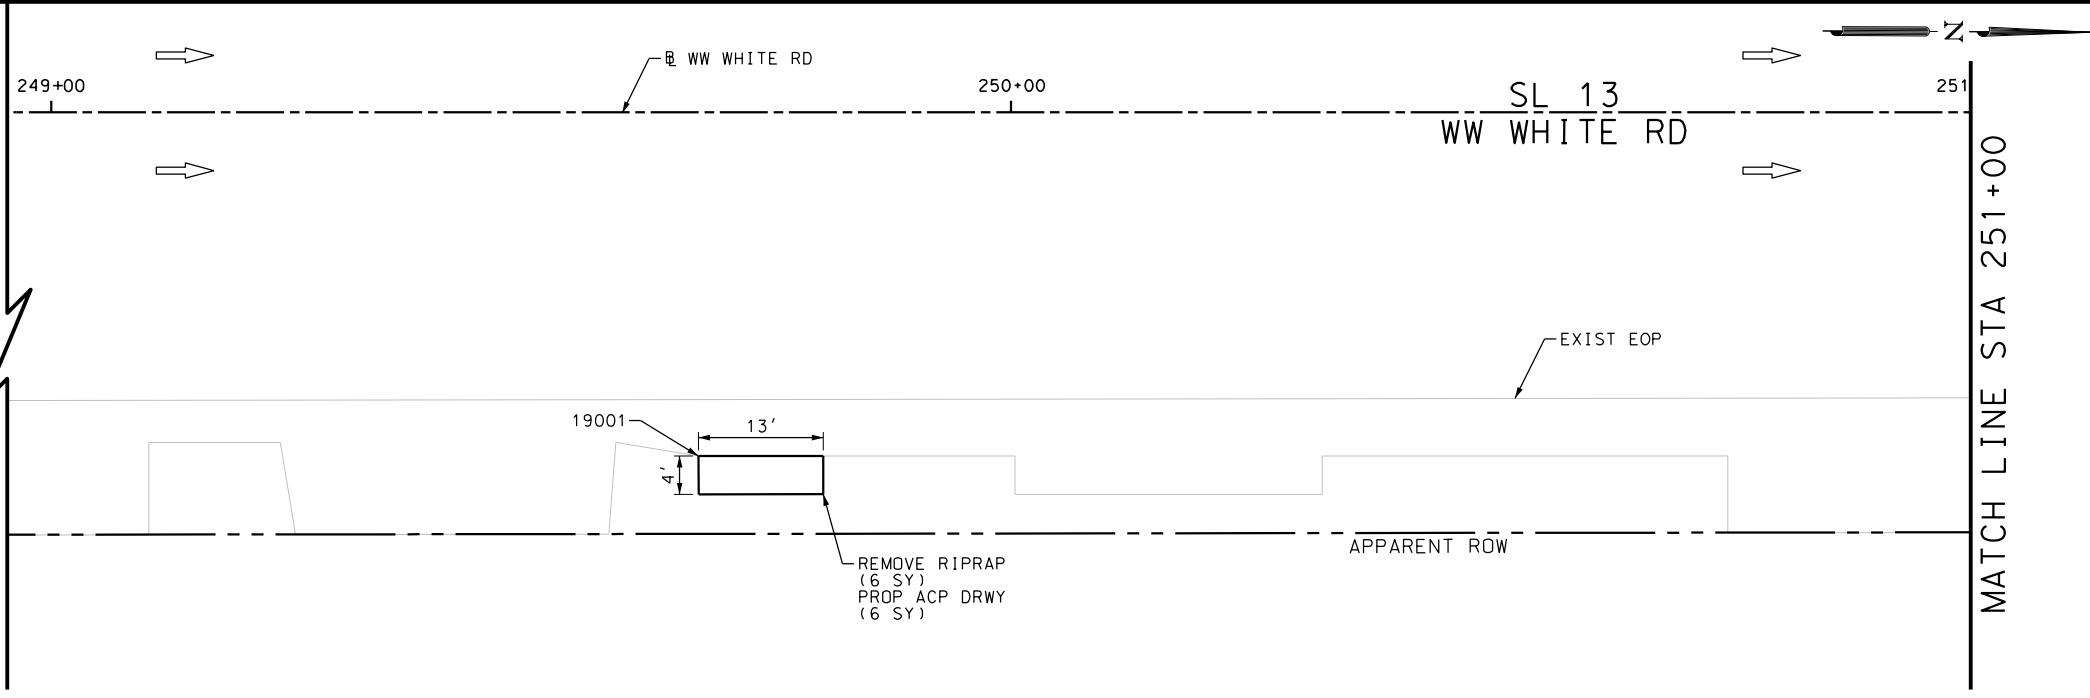 N
℄ WW WHITE RD
249+00
250+00
251
SL 13
WW WHITE RD
MATCH LINE STA 251+00
EXIST EOP
19001
13'
4'
APPARENT ROW
REMOVE RIPRAP
(6 SY)
PROP ACP DRWY
(6 SY)